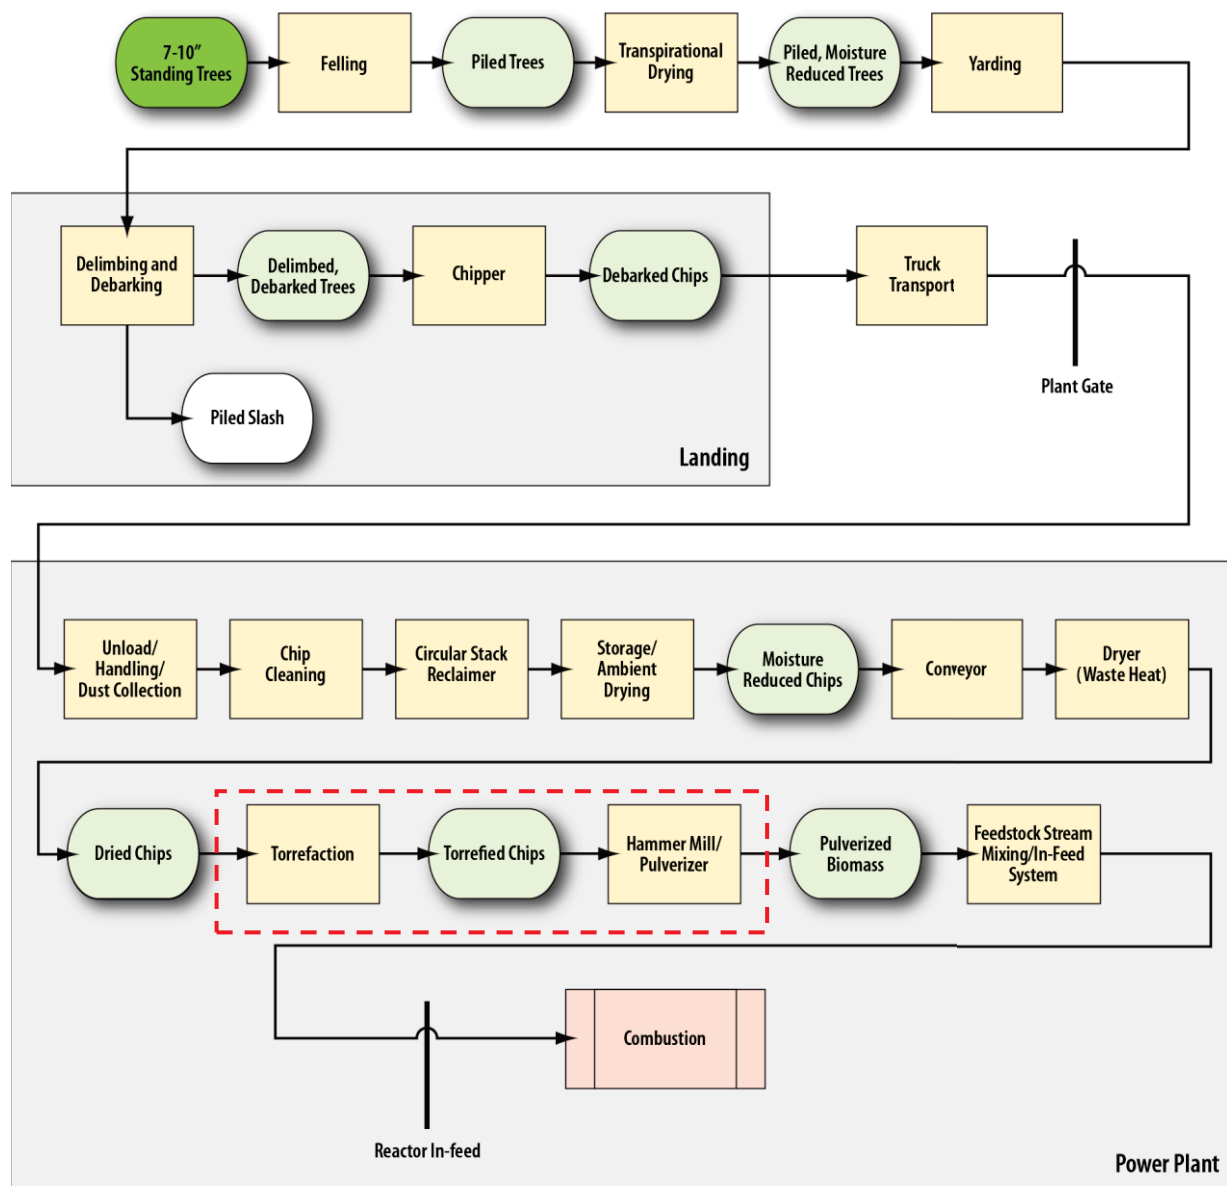 7-10”
Standing Trees
Felling
Piled Trees
Transpirational
Drying
Piled, Moisture
Reduced Trees
Yarding
Delimbing and
Debarking
Delimbed,
Debarked Trees
Chipper
Debarked Chips
Truck
Transport
Plant Gate
Piled Slash
Landing
Unload/
Handling/
Dust Collection
Chip
Cleaning
Circular Stack
Reclaimer
Storage/
Ambient
Drying
Moisture
Reduced Chips
Conveyor
Dryer
(Waste Heat)
Dried Chips
Torrefaction
Torrefied Chips
Hammer Mill/
Pulverizer
Pulverized
Biomass
Feedstock Stream
Mixing/In-Feed
System
Combustion
Reactor In-feed
Power Plant